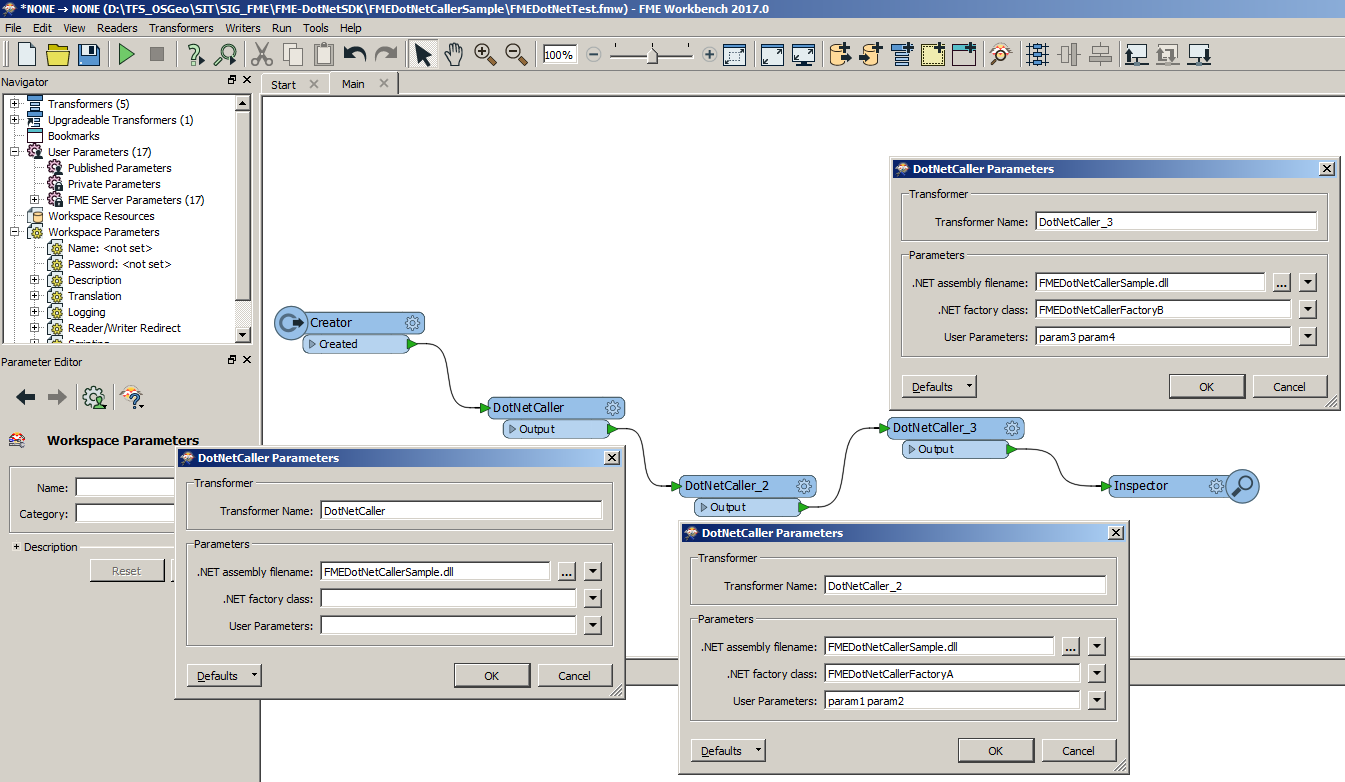 *NONE → NONE (D:\TFS_OSGeo\SIT\SIG_FME\FME-DotNetSDK\FMEDotNetCallerSample\FMEDotNetTest.fmw) - FME Workbench 2017.0
File Edit View Readers Transformers Writers Run Tools Help
100%
Navigator
Transformers (5)
Upgradeable Transformers (1)
Bookmarks
User Parameters (17)
Published Parameters
Private Parameters
FME Server Parameters (17)
Workspace Resources
Workspace Parameters
Name: <not set>
Password: <not set>
Description
Translation
Logging
Reader/Writer Redirect
Scripting
Parameter Editor
Workspace Parameters
Name:
Category:
Description
Reset
Start
Main
Creator
Created
DotNetCaller
Output
DotNetCaller_2
Output
DotNetCaller_3
Output
Inspector
DotNetCaller Parameters
Transformer
Transformer Name: DotNetCaller_3
Parameters
.NET assembly filename: FMEDotNetCallerSample.dll ...
.NET factory class: FMEDotNetCallerFactoryB
User Parameters: param3 param4
Defaults OK Cancel
DotNetCaller Parameters
Transformer
Transformer Name: DotNetCaller
Parameters
.NET assembly filename: FMEDotNetCallerSample.dll ...
.NET factory class:
User Parameters:
Defaults OK Cancel
DotNetCaller Parameters
Transformer
Transformer Name: DotNetCaller_2
Parameters
.NET assembly filename: FMEDotNetCallerSample.dll ...
.NET factory class: FMEDotNetCallerFactoryA
User Parameters: param1 param2
Defaults OK Cancel